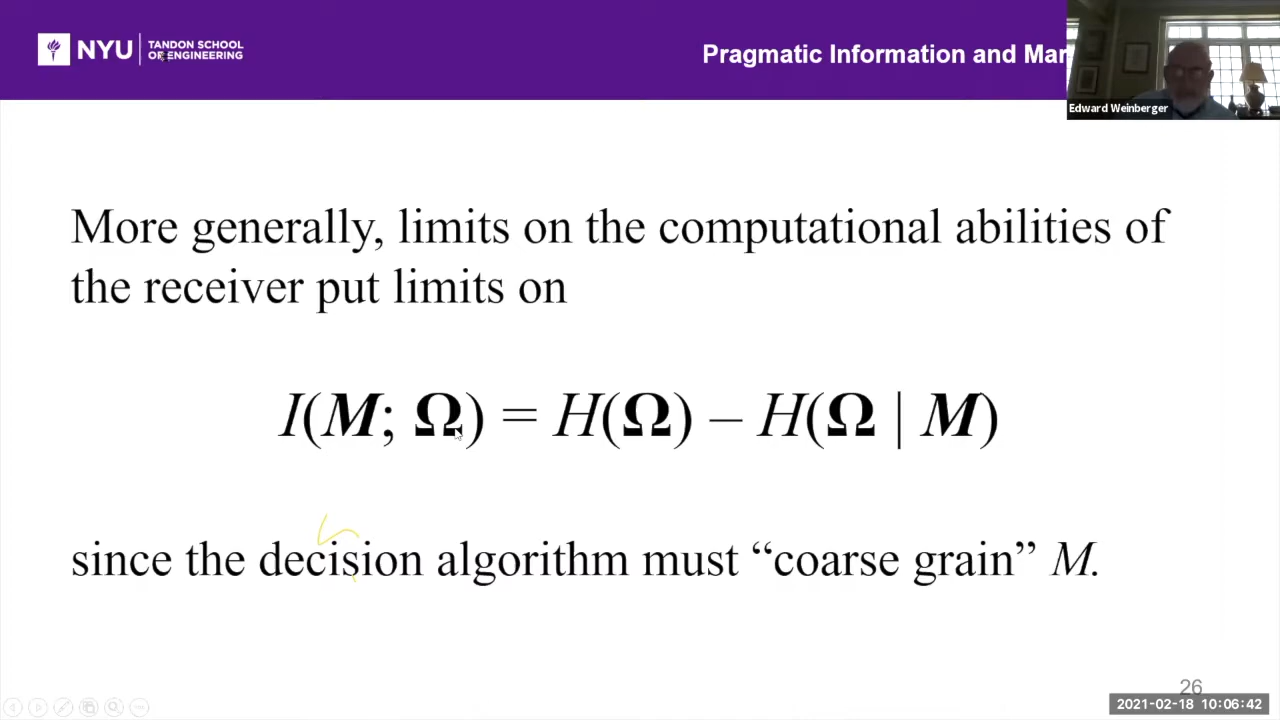 NYU
TANDON SCHOOL
OF ENGINEERING
Pragmatic Information and Mar
Edward Weinberger
More generally, limits on the computational abilities of
the receiver put limits on
I(M; Ω) = H(Ω) – H(Ω | M)
since the decision algorithm must “coarse grain” M.
26
2021-02-18 10:06:42